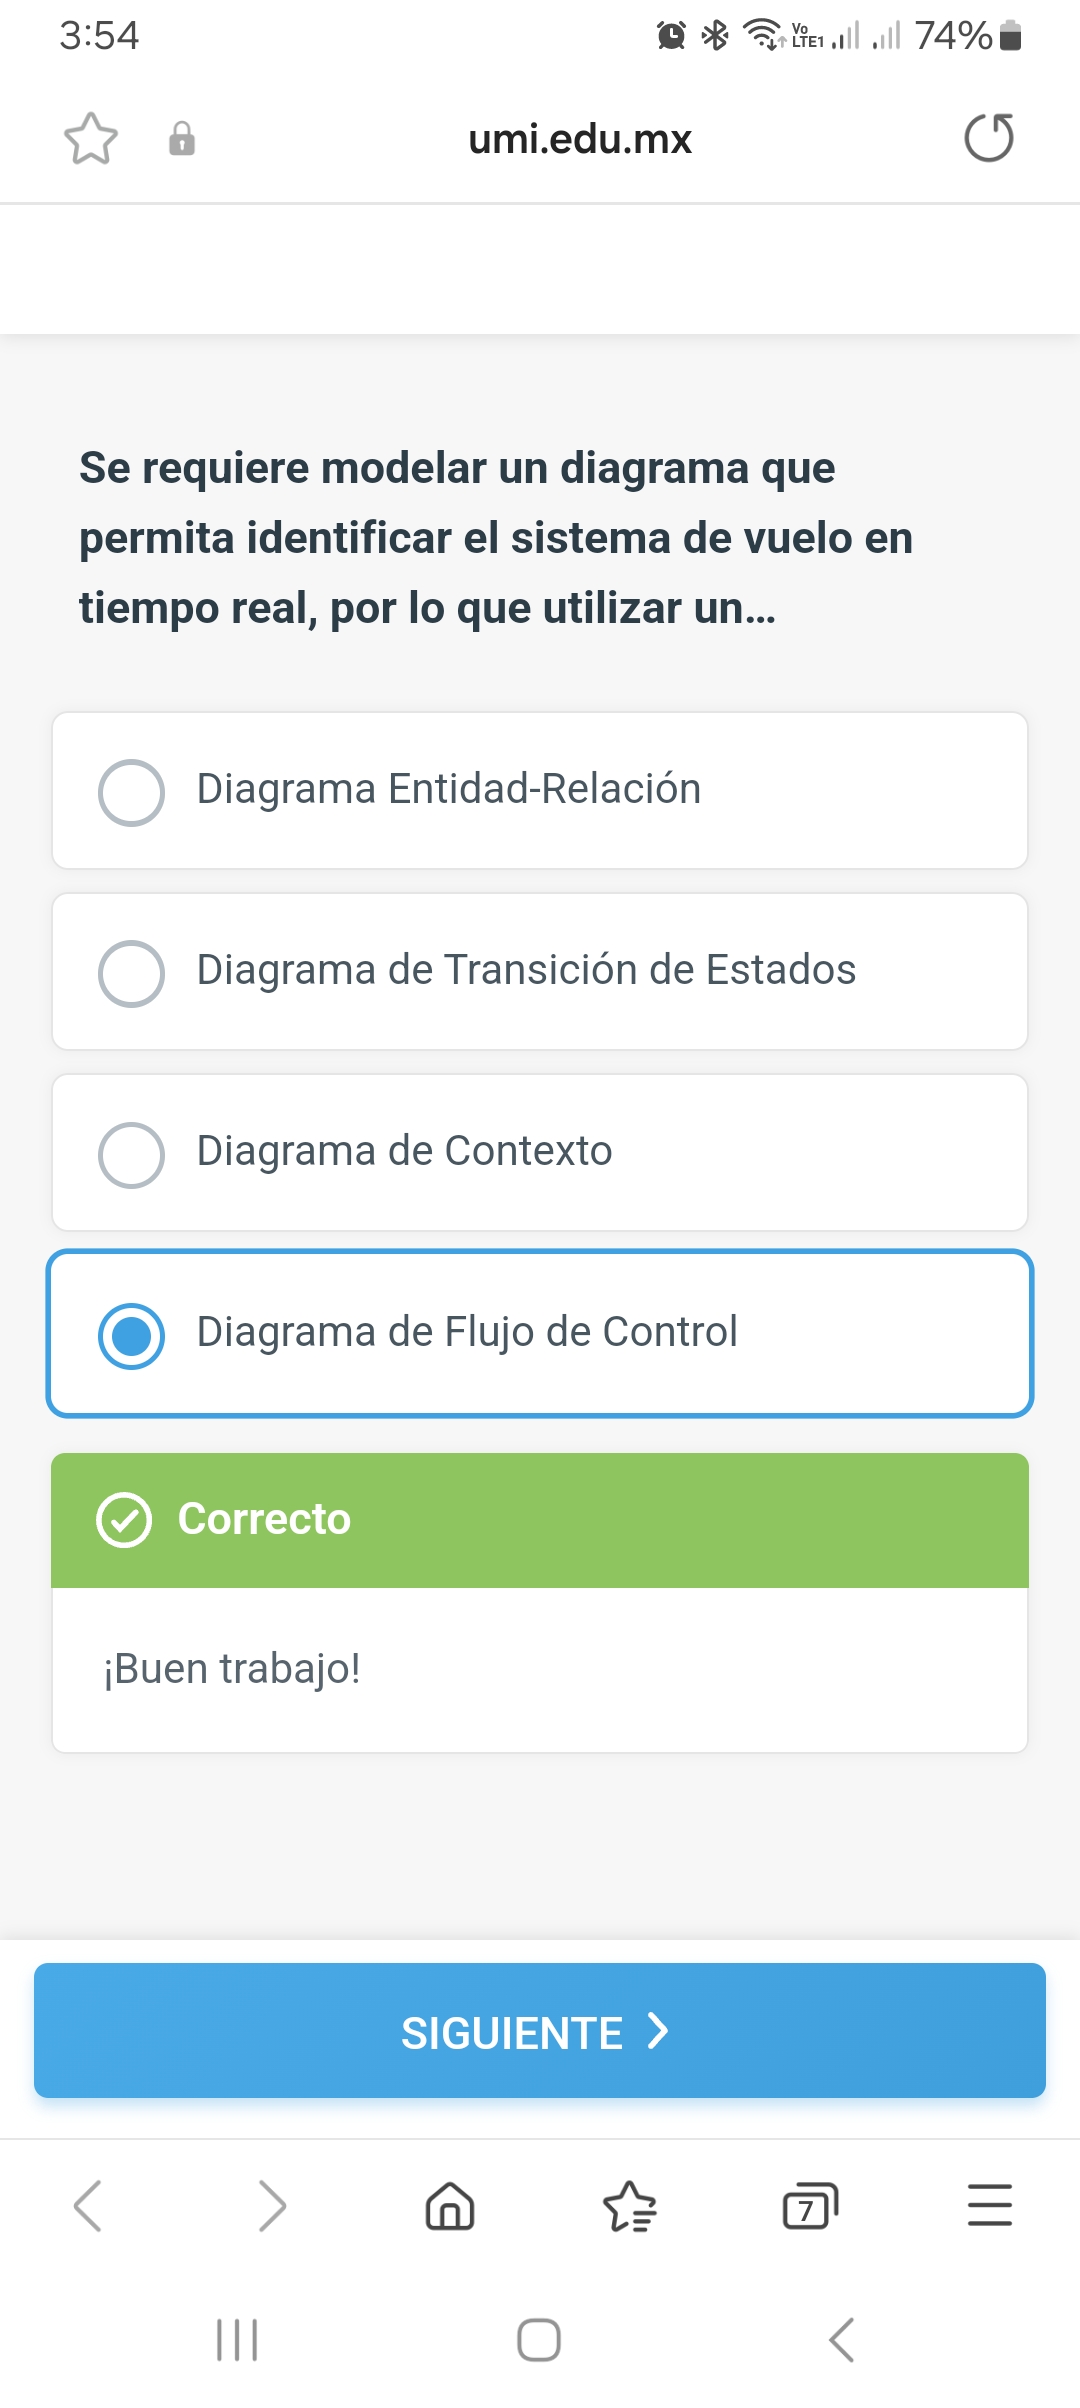 3:54
Vo
LTE1
74%
umi.edu.mx
Se requiere modelar un diagrama que
permita identificar el sistema de vuelo en
tiempo real, por lo que utilizar un...
Diagrama Entidad-Relación
Diagrama de Transición de Estados
Diagrama de Contexto
Diagrama de Flujo de Control
Correcto
¡Buen trabajo!
SIGUIENTE
7